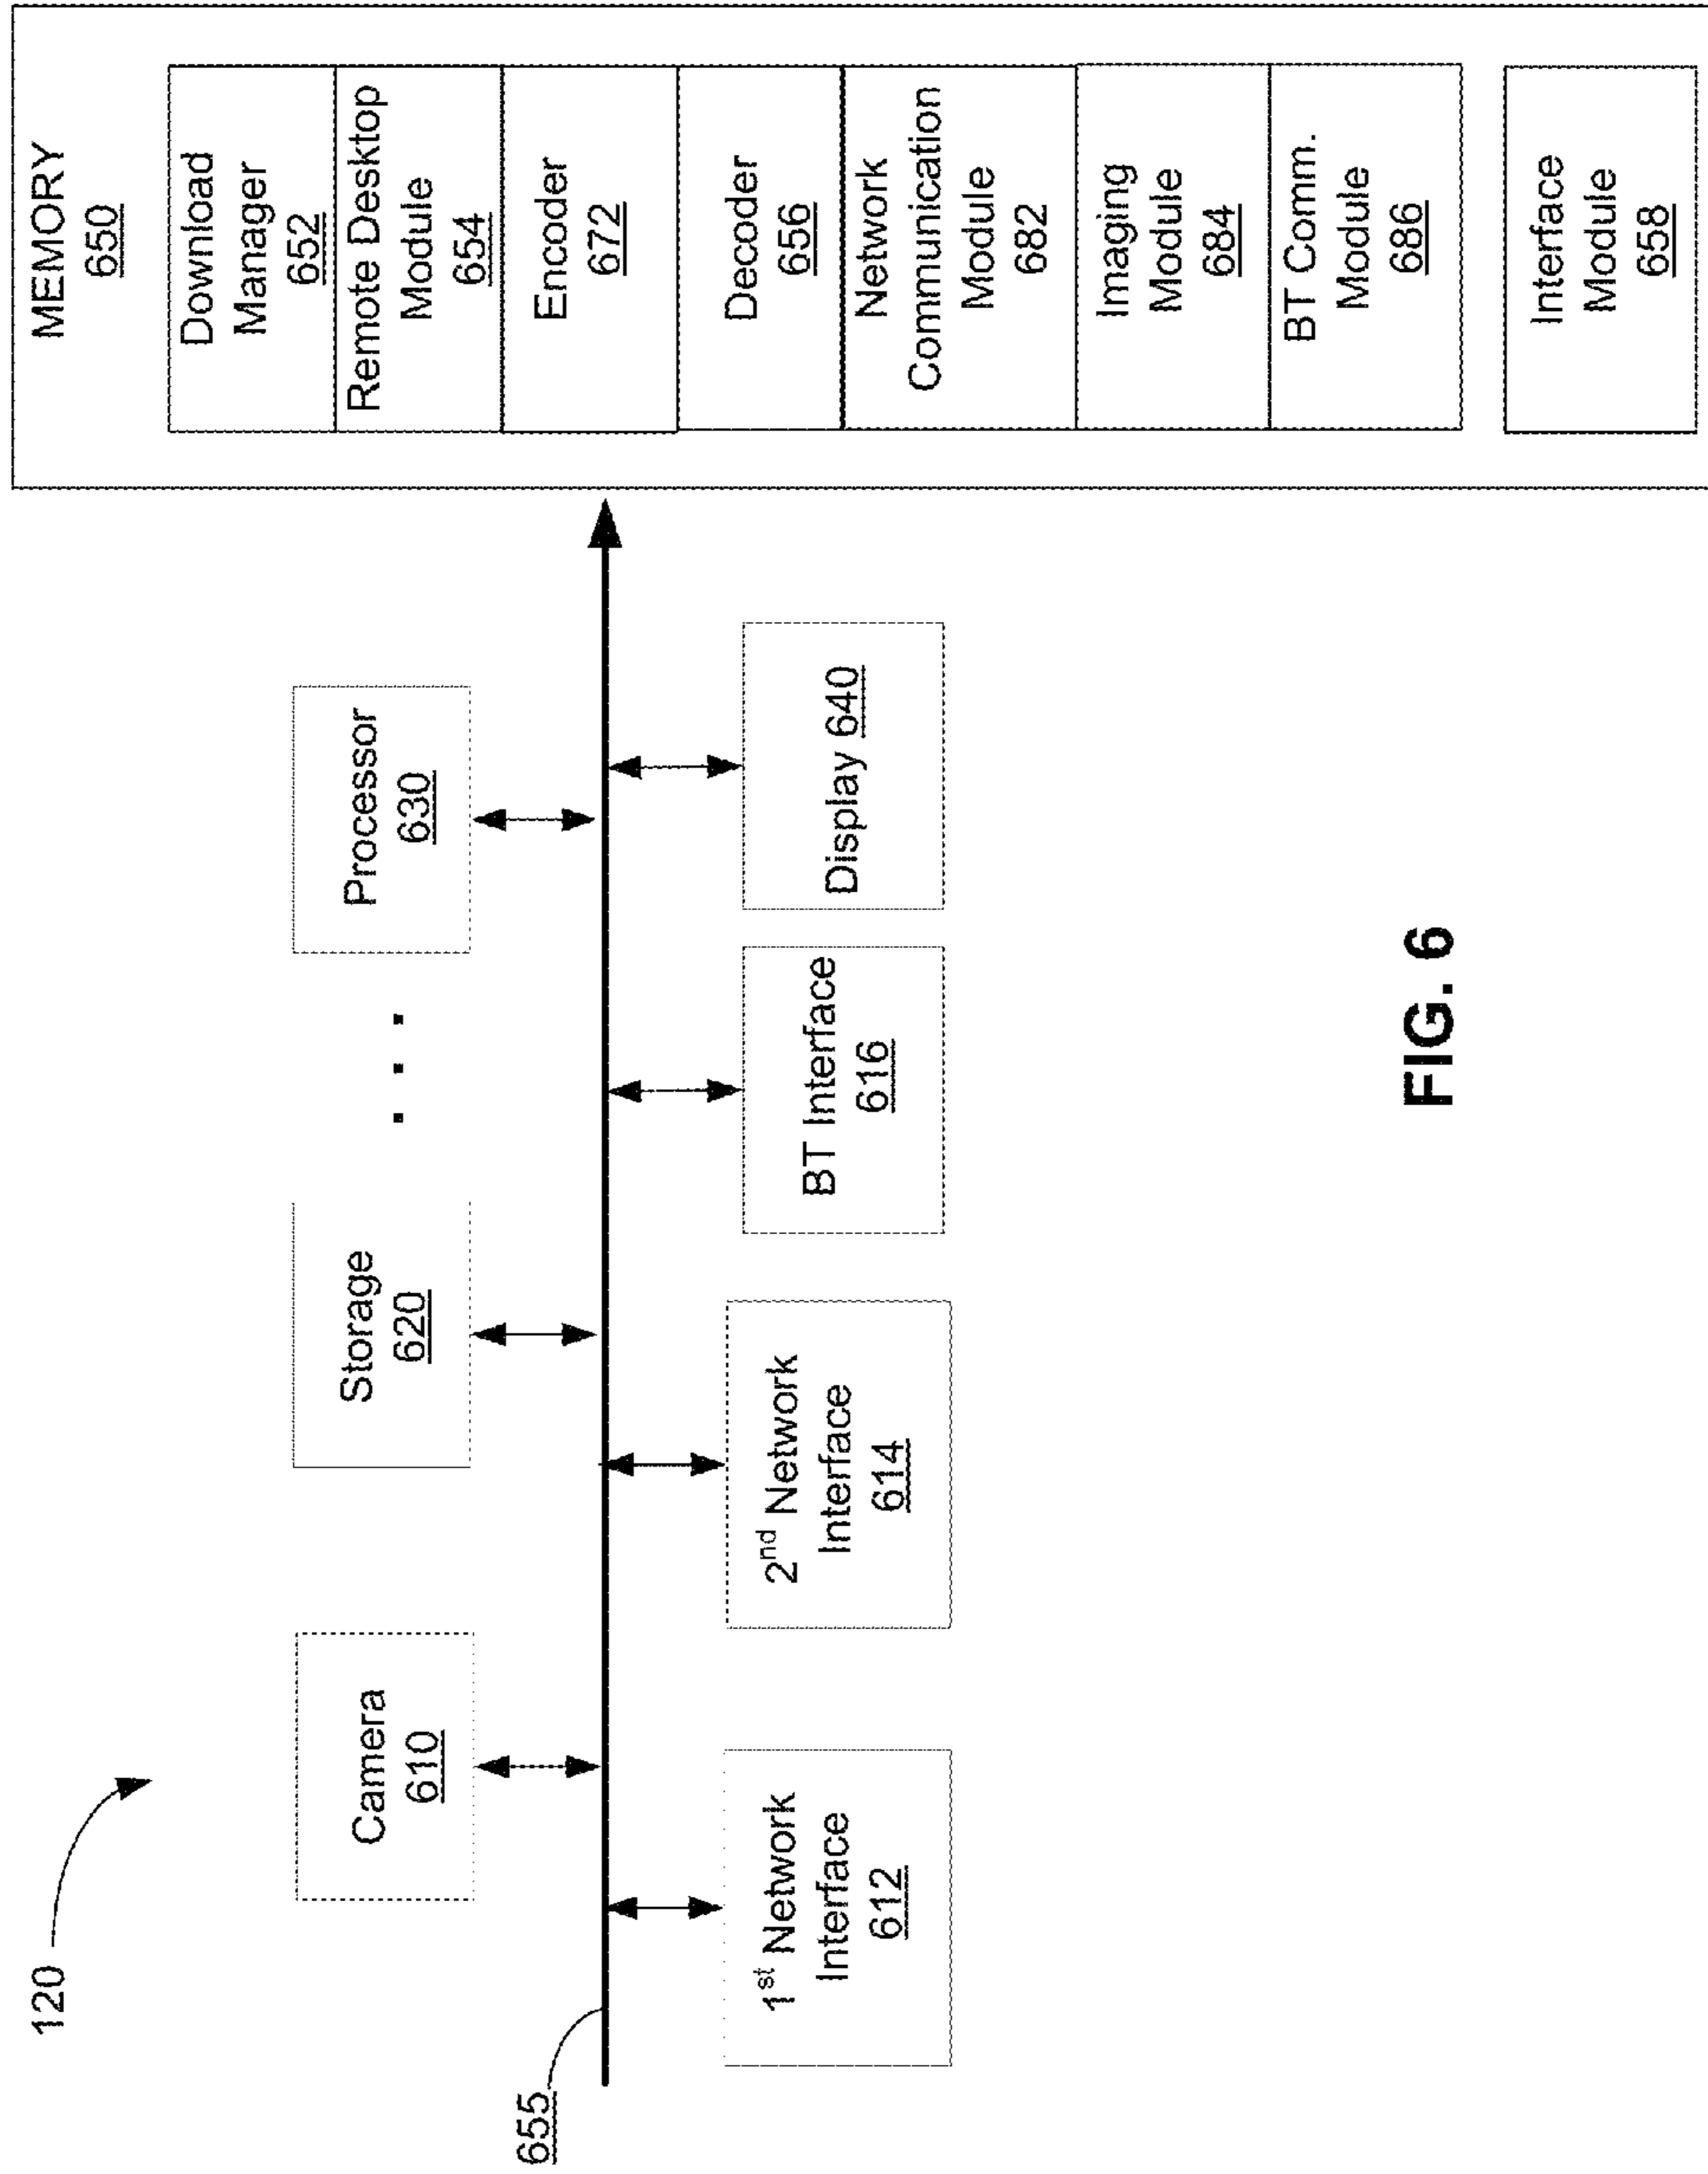 120
Camera
610
Storage
620
. . .
Processor
630
655
1st Network
Interface
612
2nd Network
Interface
614
BT Interface
616
Display 640
MEMORY
650
Download
Manager
652
Remote Desktop
Module
654
Encoder
672
Decoder
656
Network
Communication
Module
682
Imaging
Module
684
BT Comm.
Module
686
Interface
Module
658
FIG. 6